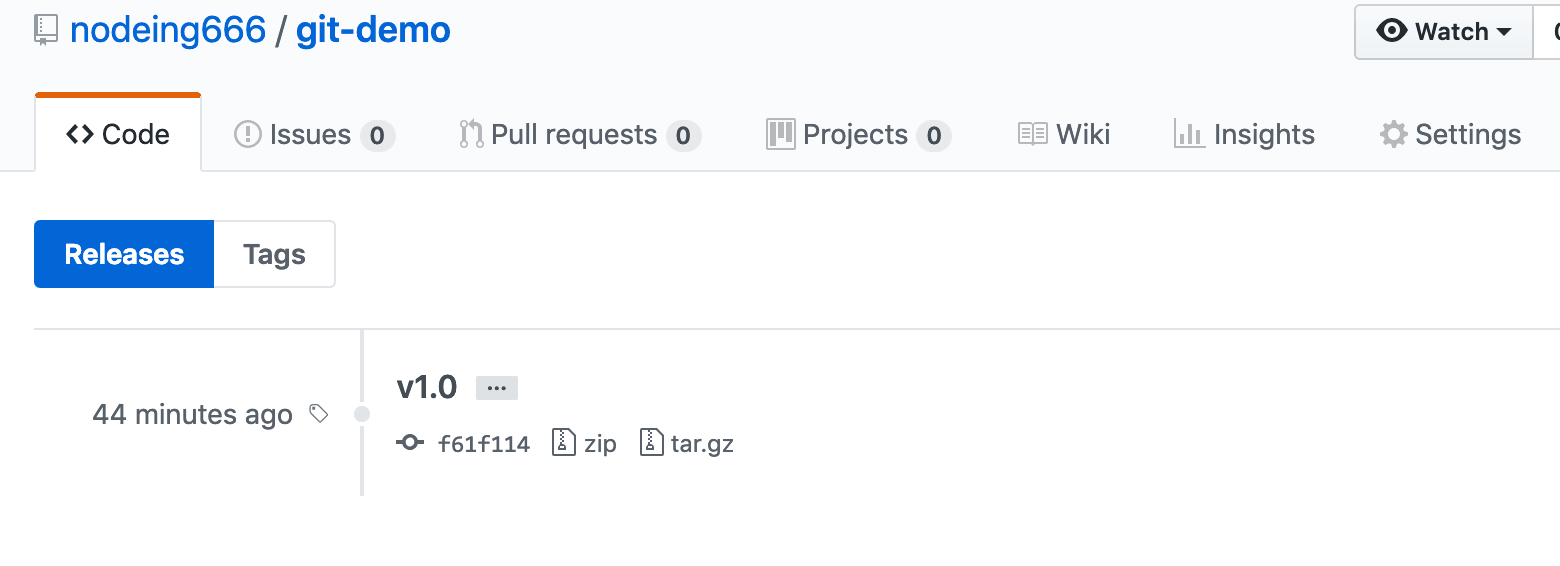 nodeing666 / git-demo
Watch
Code Issues 0 Pull requests 0 Projects 0 Wiki Insights Settings
Releases Tags
v1.0 ...
44 minutes ago
f61f114 zip tar.gz